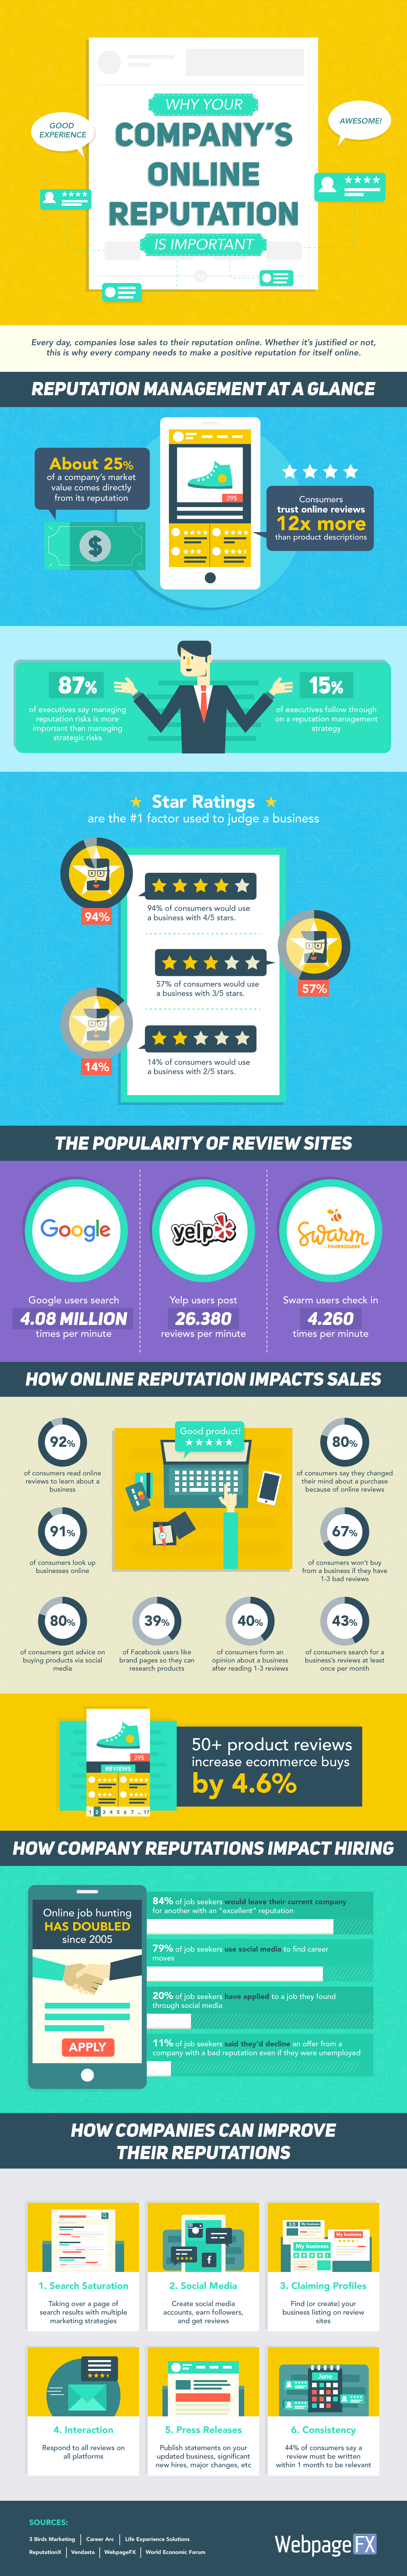 GOOD
EXPERIENCE
AWESOME!
WHY YOUR
COMPANY'S
ONLINE
REPUTATION
IS IMPORTANT
Every day, companies lose sales to their reputation online. Whether it's justified or not,
this is why every company needs to make a positive reputation for itself online.
REPUTATION MANAGEMENT AT A GLANCE
About 25%
of a company's market
value comes directly
from its reputation
$
29$
Consumers
trust online reviews
12x more
than product descriptions
87%
of executives say managing
reputation risks is more
important than managing
strategic risks
15%
of executives follow through
on a reputation management
strategy
Star Ratings
are the #1 factor used to judge a business
94%
94% of consumers would use
a business with 4/5 stars.
57% of consumers would use
a business with 3/5 stars.
57%
14%
14% of consumers would use
a business with 2/5 stars.
THE POPULARITY OF REVIEW SITES
Google
yelp
Swarm
by FOURSQUARE
Google users search
4.08 MILLION
times per minute
Yelp users post
26.380
reviews per minute
Swarm users check in
4.260
times per minute
HOW ONLINE REPUTATION IMPACTS SALES
92%
of consumers read online
reviews to learn about a
business
Good product!
80%
of consumers say they changed
their mind about a purchase
because of online reviews
91%
of consumers look up
businesses online
67%
of consumers won't buy
from a business if they have
1-3 bad reviews
80%
of consumers got advice on
buying products via social
media
39%
of Facebook users like
brand pages so they can
research products
40%
of consumers form an
opinion about a business
after reading 1-3 reviews
43%
of consumers search for a
business's reviews at least
once per month
29$
REVIEWS
1 2 3 4 5 6 7 .. 17
50+ product reviews
increase ecommerce buys
by 4.6%
HOW COMPANY REPUTATIONS IMPACT HIRING
Online job hunting
HAS DOUBLED
since 2005
APPLY
84% of job seekers would leave their current company
for another with an "excellent" reputation
79% of job seekers use social media to find career
moves
20% of job seekers have applied to a job they found
through social media
11% of job seekers said they'd decline an offer from a
company with a bad reputation even if they were unemployed
HOW COMPANIES CAN IMPROVE
THEIR REPUTATIONS
1. Search Saturation
Taking over a page of
search results with multiple
marketing strategies
f
2. Social Media
Create social media
accounts, earn followers,
and get reviews
My business
My business
My business
3. Claiming Profiles
Find (or create) your
business listing on review
sites
4. Interaction
Respond to all reviews on
all platforms
5. Press Releases
Publish statements on your
updated business, significant
new hires, major changes, etc
June
6. Consistency
44% of consumers say a
review must be written
within 1 month to be relevant
SOURCES:
3 Birds Marketing | Career Arc | Life Experience Solutions
ReputationX | Vendasta | WebpageFX | World Economic Forum
WebpageFX